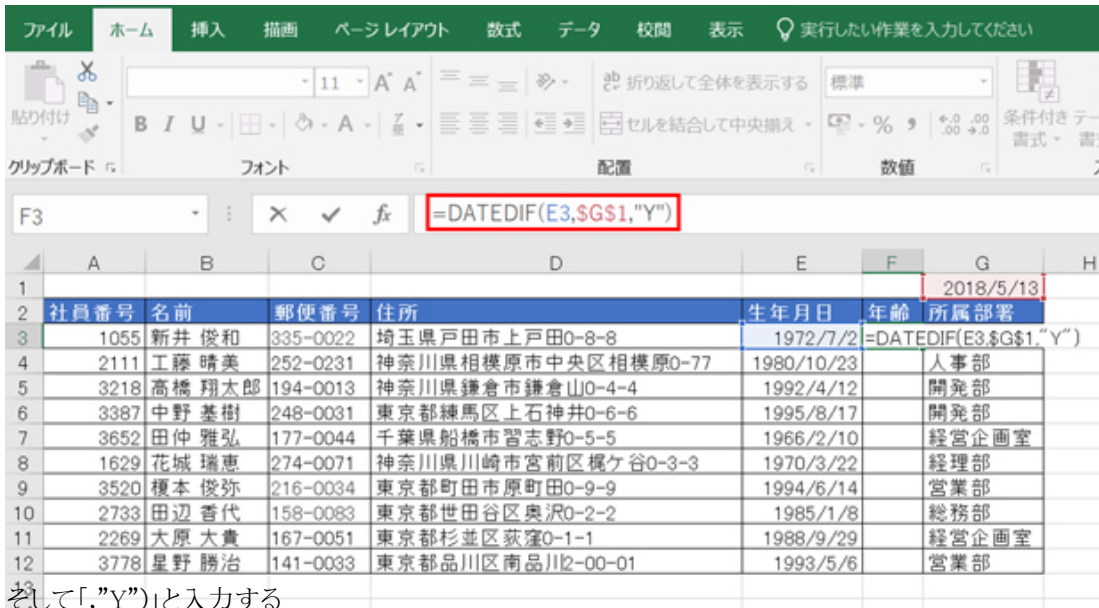 ファイル ホーム 挿入 描画 ページ レイアウト 数式 データ 校閲 表示 実行したい作業を入力してください
11 A A ab 折り返して全体を表示する 標準
貼り付け B I U A 亜 セルを結合して中央揃え % , .0 .00 .00 .0 条件付き 書式
クリップボード フォント 配置 数値
F3 fx =DATEDIF(E3,$G$1,"Y")
A B C D E F G H
1 2018/5/13
2 社員番号 名前 郵便番号 住所 生年月日 年齢 所属部署
3 1055 新井 俊和 335-0022 埼玉県戸田市上戸田0-8-8 1972/7/2 =DATEDIF(E3,$G$1,"Y")
4 2111 工藤 晴美 252-0231 神奈川県相模原市中央区相模原0-77 1980/10/23 人事部
5 3218 高橋 翔太郎 194-0013 神奈川県鎌倉市鎌倉山0-4-4 1992/4/12 開発部
6 3387 中野 基樹 248-0031 東京都練馬区上石神井0-6-6 1995/8/17 開発部
7 3652 田仲 雅弘 177-0044 千葉県船橋市習志野0-5-5 1966/2/10 経営企画室
8 1629 花城 瑞恵 274-0071 神奈川県川崎市宮前区梶ケ谷0-3-3 1970/3/22 経理部
9 3520 榎本 俊弥 216-0034 東京都町田市原町田0-9-9 1994/6/14 営業部
10 2733 田辺 香代 158-0083 東京都世田谷区奥沢0-2-2 1985/1/8 総務部
11 2269 大原 大貴 167-0051 東京都杉並区荻窪0-1-1 1988/9/29 経営企画室
12 3778 星野 勝治 141-0033 東京都品川区南品川2-00-01 1993/5/6 営業部
13
そして「,”Y”)」と入力する